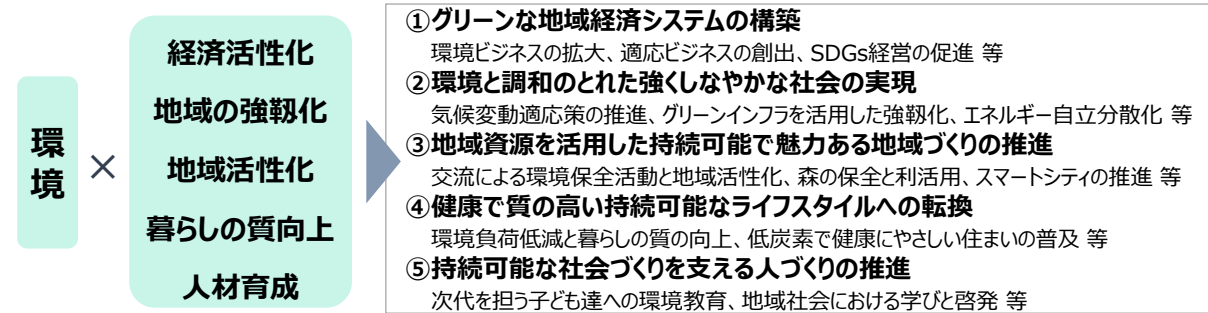 環境
×
経済活性化
地域の強靱化
地域活性化
暮らしの質向上
人材育成
①グリーンな地域経済システムの構築
環境ビジネスの拡大、適応ビジネスの創出、SDGs経営の促進 等
②環境と調和のとれた強くしなやかな社会の実現
気候変動適応策の推進、グリーンインフラを活用した強靱化、エネルギー自立分散化 等
③地域資源を活用した持続可能で魅力ある地域づくりの推進
交流による環境保全活動と地域活性化、森の保全と利活用、スマートシティの推進 等
④健康で質の高い持続可能なライフスタイルへの転換
環境負荷低減と暮らしの質の向上、低炭素で健康にやさしい住まいの普及 等
⑤持続可能な社会づくりを支える人づくりの推進
次代を担う子ども達への環境教育、地域社会における学びと啓発 等